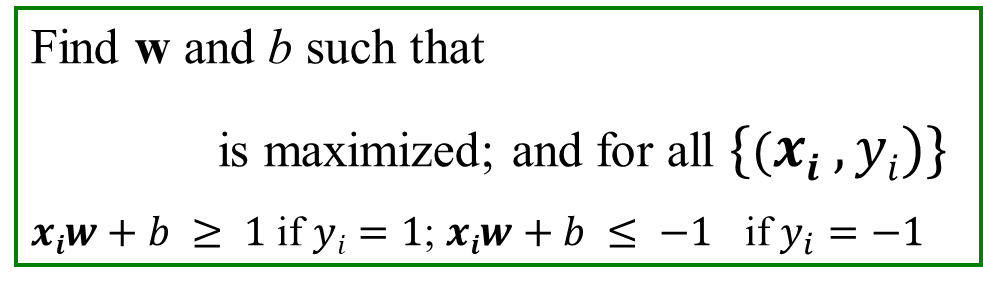 Find w and b such that
is maximized; and for all {(xᵢ , yᵢ)}
xᵢw + b ≥ 1 if yᵢ = 1; xᵢw + b ≤ −1 if yᵢ = −1